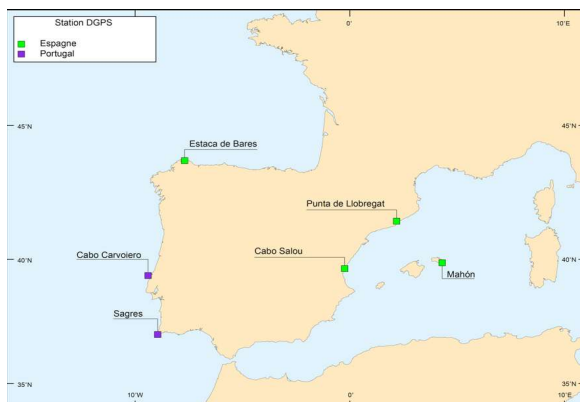 Station DGPS
Espagne
Portugal
0°
10°E
45°N
45°N
Estaca de Bares
Punta de Llobregat
Cabo Carvoiero
Cabo Salou
40°N
40°N
Mahón
Sagres
35°N
35°N
10°W
0°
10°E